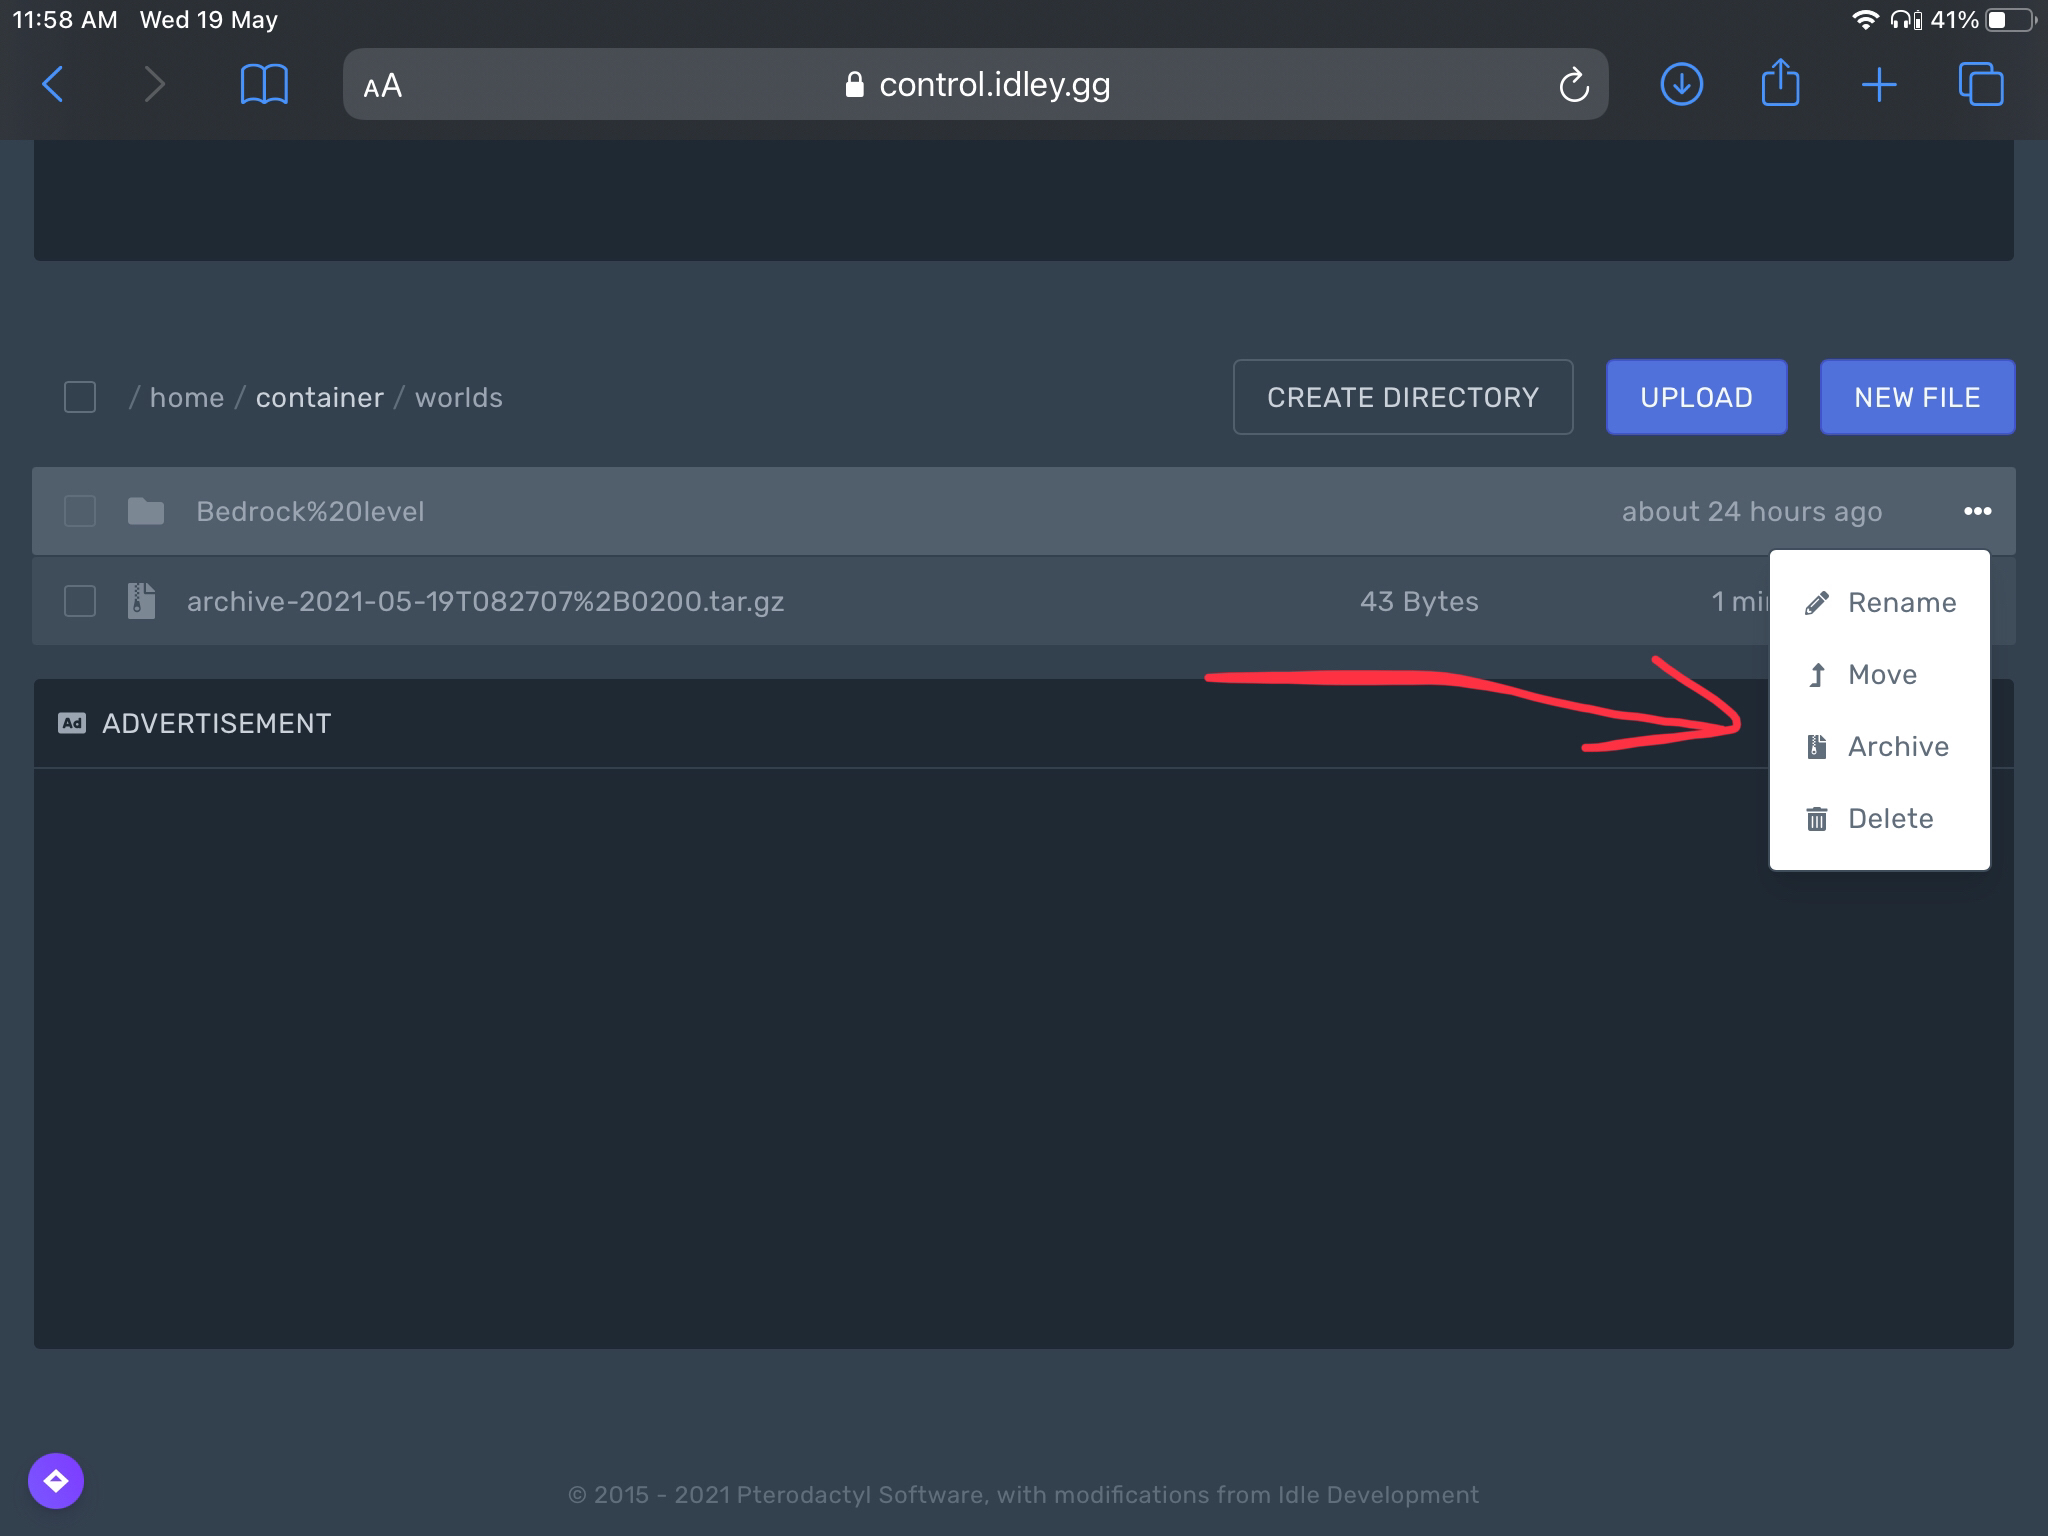 11:58 AM Wed 19 May 41%
AA control.idley.gg
/ home / container / worlds CREATE DIRECTORY UPLOAD NEW FILE
Bedrock%20level about 24 hours ago
archive-2021-05-19T082707%2B0200.tar.gz 43 Bytes 1
Rename
Move
Archive
Delete
Ad ADVERTISEMENT
© 2015 - 2021 Pterodactyl Software, with modifications from Idle Development